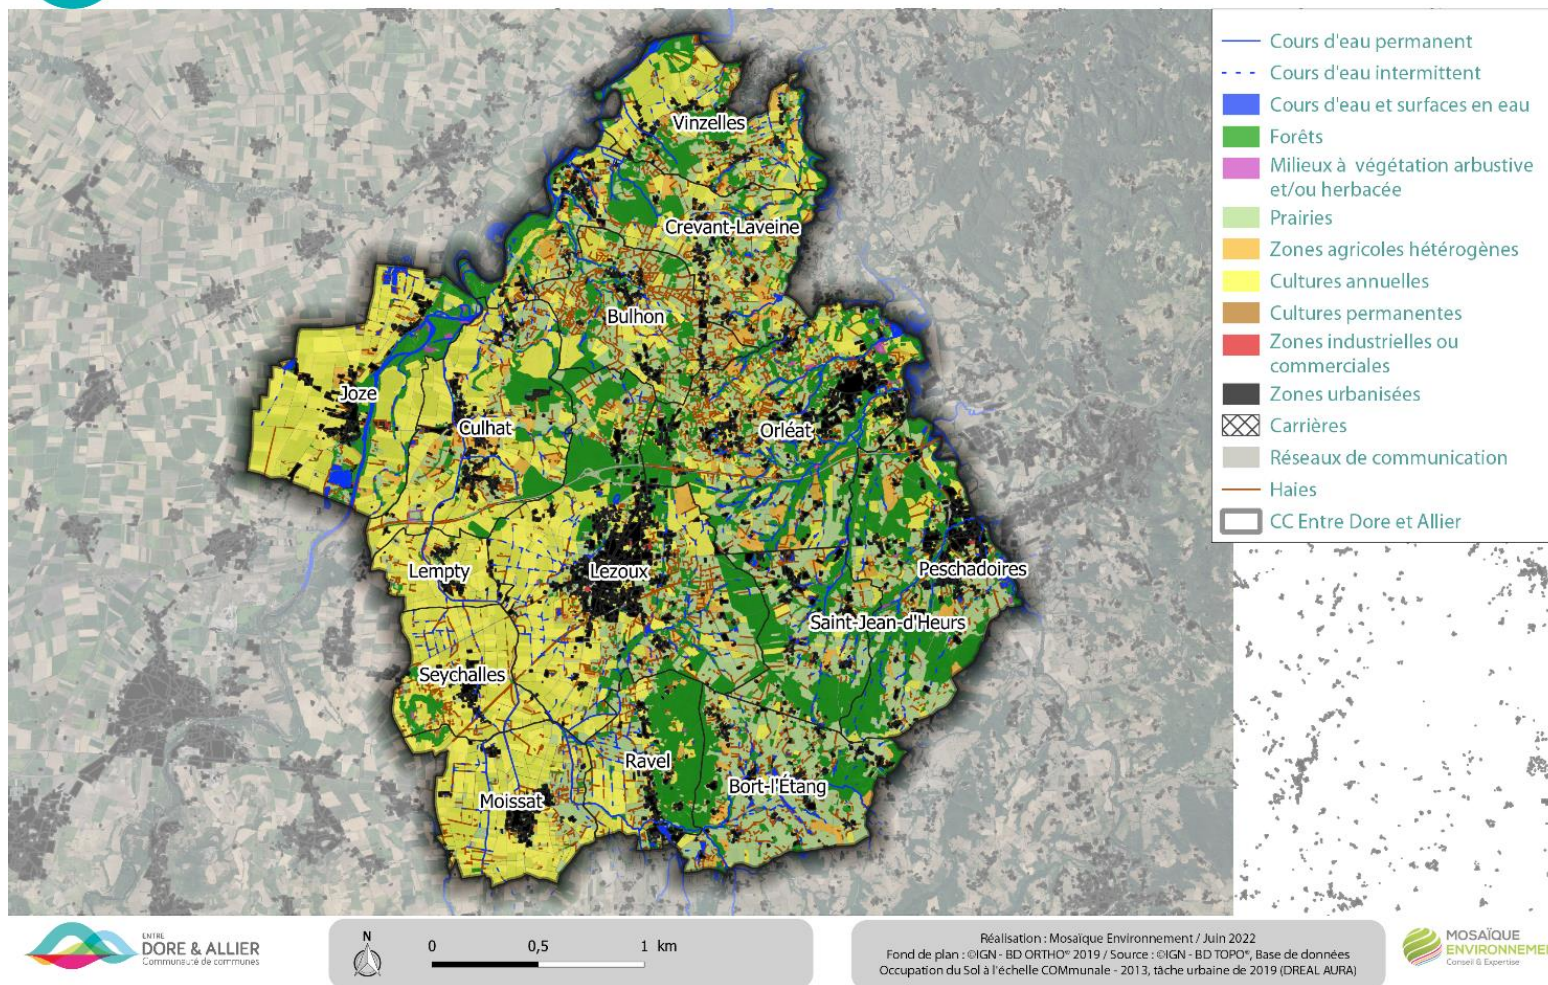 Cours d'eau permanent
Cours d'eau intermittent
Cours d'eau et surfaces en eau
Forêts
Milieux à végétation arbustive
et/ou herbacée
Prairies
Zones agricoles hétérogènes
Cultures annuelles
Cultures permanentes
Zones industrielles ou
commerciales
Zones urbanisées
Carrières
Réseaux de communication
Haies
CC Entre Dore et Allier
Vinzelles
Crevant-Laveine
Bulhon
Joze
Culhat
Orléat
Lempty
Lezoux
Peschadoires
Saint-Jean-d'Heurs
Seychalles
Ravel
Bort-l'Étang
Moissat
ENTRE
DORE & ALLIER
Communauté de communes
N
0 0,5 1 km
Réalisation : Mosaïque Environnement / Juin 2022
Fond de plan : ©IGN - BD ORTHO® 2019 / Source : ©IGN - BD TOPO®, Base de données
Occupation du Sol à l'échelle COMmunale - 2013, tâche urbaine de 2019 (DREAL AURA)
MOSAÏQUE
ENVIRONNEME
Conseil & Expertise